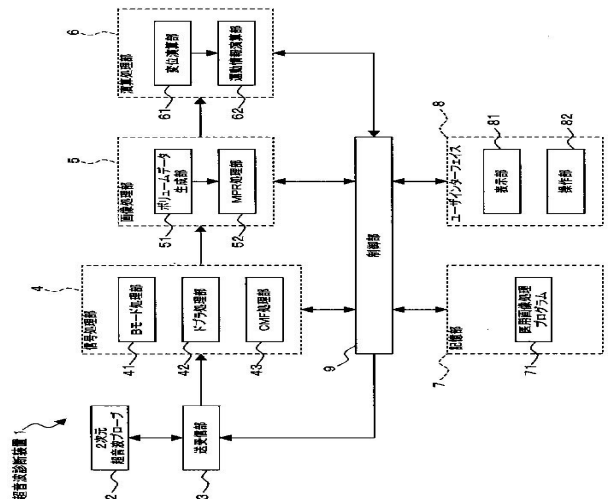 超音波診断装置 1
2次元
超音波プローブ
2
送受信部
3
4
信号処理部
Bモード処理部
41
ドプラ処理部
42
CMF処理部
43
5
画像処理部
ボリュームデータ
生成部
51
MPR処理部
52
6
演算処理部
変位演算部
61
運動情報演算部
62
制御部
9
記憶部
7
医用画像処理
プログラム
71
ユーザインターフェイス
8
表示部
81
操作部
82